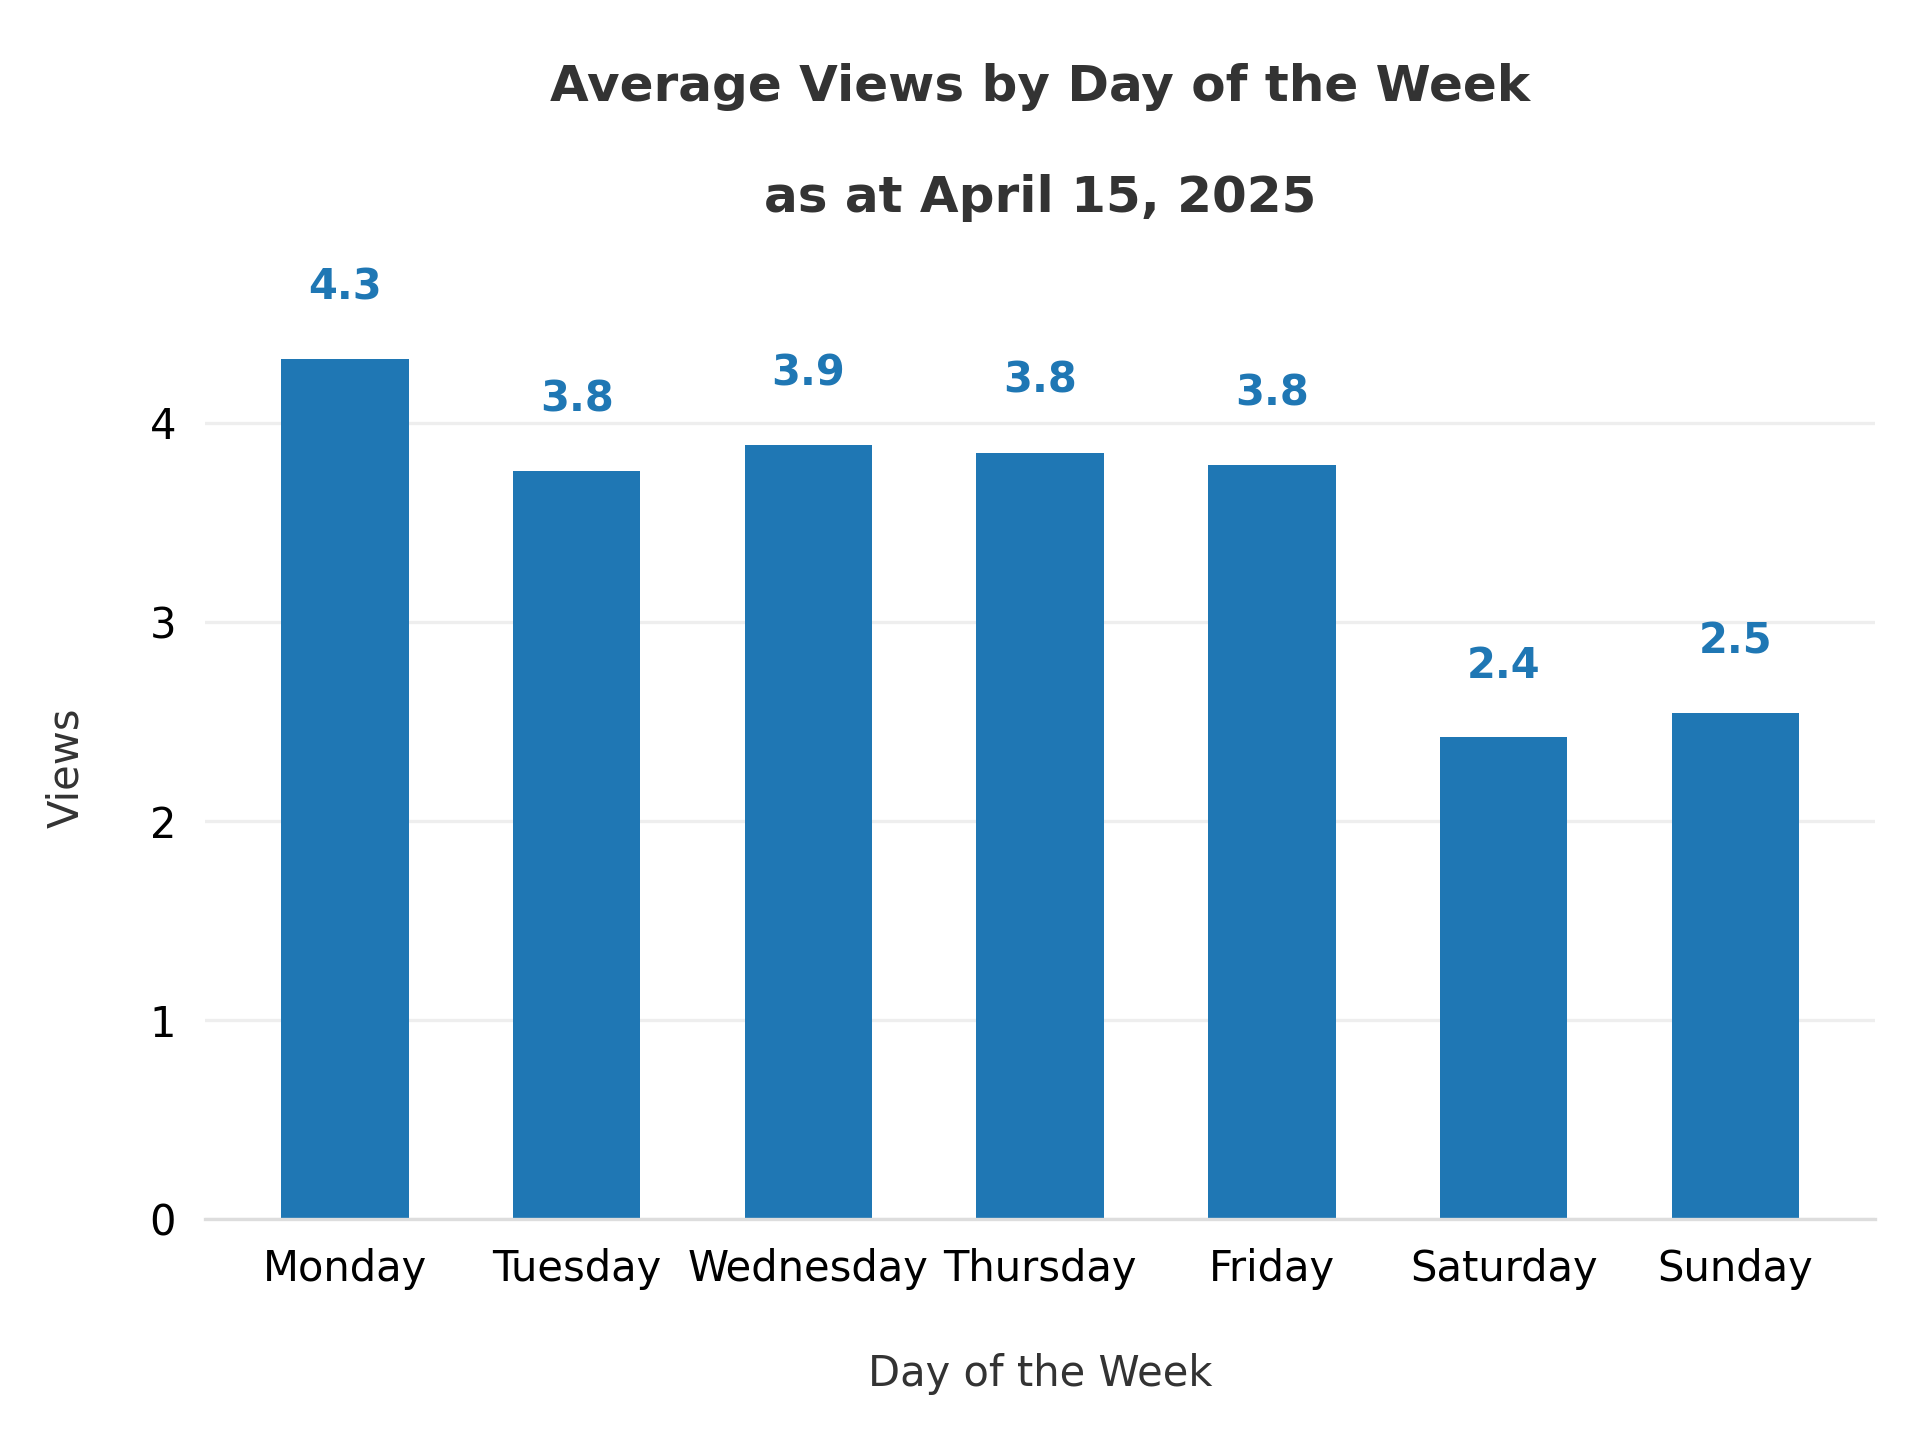 Average Views by Day of the Week
as at April 15, 2025
4.3
3.8
3.9
3.8
3.8
2.4
2.5
4
3
2
1
0
Views
Monday Tuesday Wednesday Thursday Friday Saturday Sunday
Day of the Week